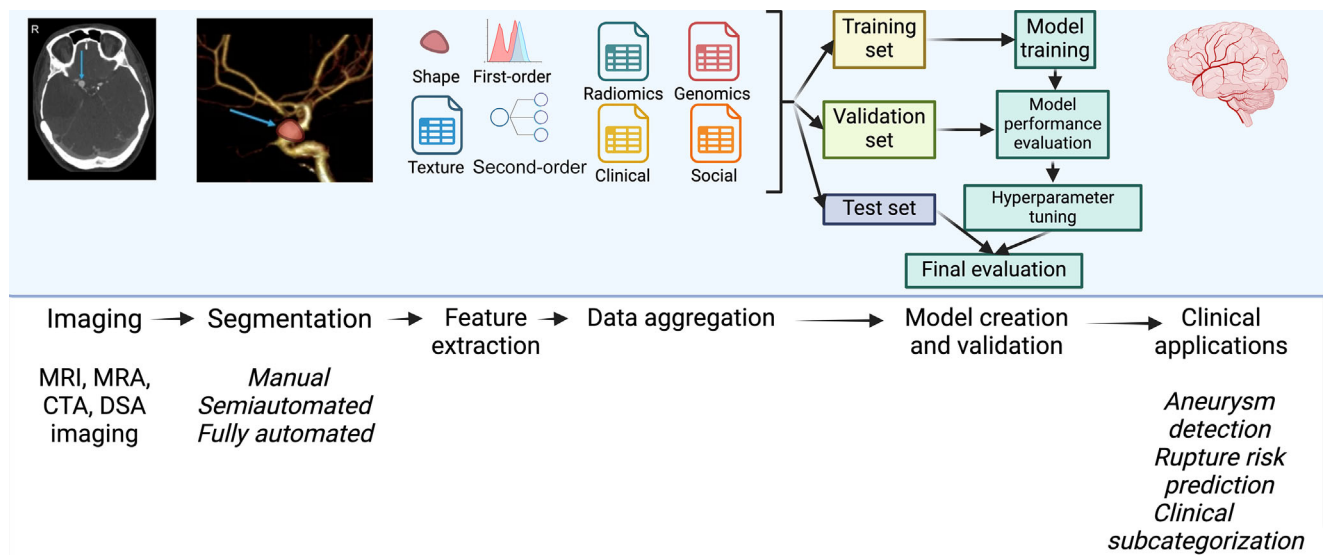 R
Shape
First-order
Texture
Second-order
Radiomics
Genomics
Clinical
Social
Training
set
Validation
set
Test set
Model
training
Model
performance
evaluation
Hyperparameter
tuning
Final evaluation
Imaging
Segmentation
Feature
extraction
Data aggregation
Model creation
and validation
Clinical
applications
MRI, MRA,
CTA, DSA
imaging
Manual
Semiautomated
Fully automated
Aneurysm
detection
Rupture risk
prediction
Clinical
subcategorization